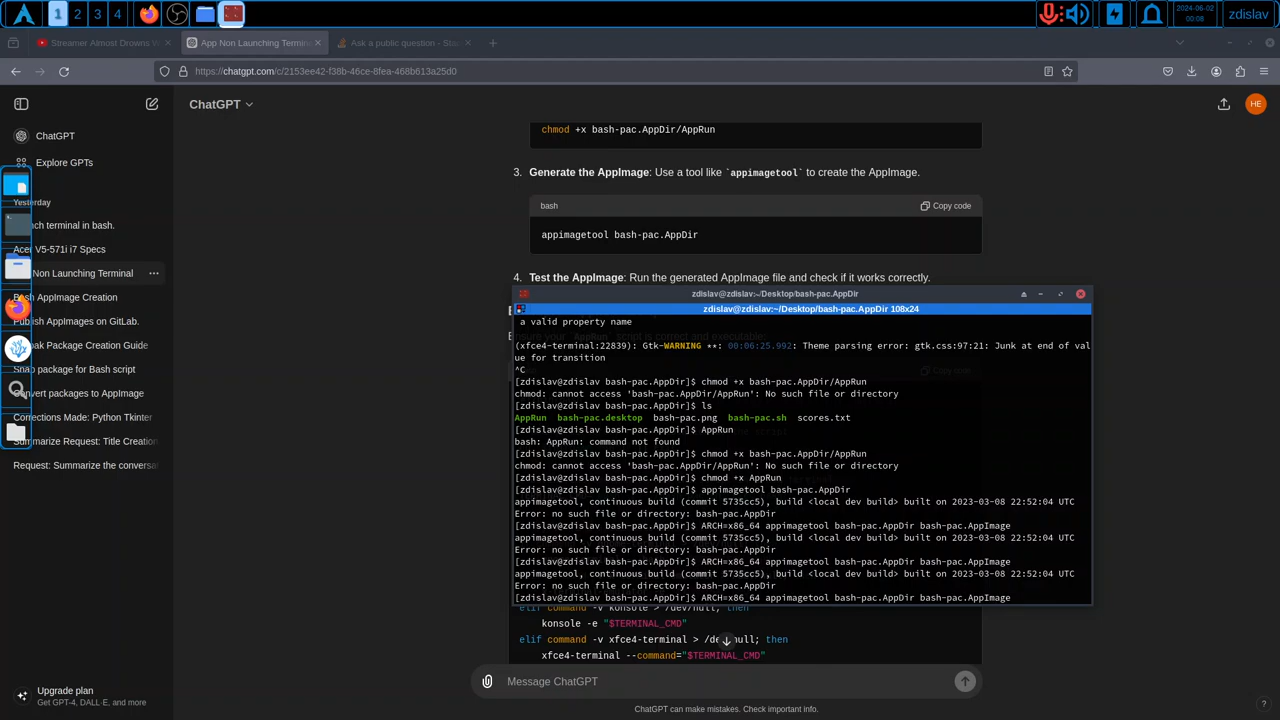 1 2 3 4
2024-06-02
00:08
zdislav
Streamer Almost Drowns
App Non Launching Termin
Ask a public question - Sta
https://chatgpt.com/c/2153ee42-f38b-46ce-8fea-468b613a25d0
ChatGPT
HE
ChatGPT
Explore GPTs
Yesterday
nch terminal in bash.
Acer V5-571i i7 Specs
Non Launching Terminal
Bash AppImage Creation
Publish AppImages on GitLab.
ak Package Creation Guide
Snap package for Bash script
Convert packages to AppImage
Corrections Made: Python Tkinter
Summarize Request: Title Creation
Request: Summarize the conversa
Upgrade plan
Get GPT-4, DALL·E, and more
chmod +x bash-pac.AppDir/AppRun
3. Generate the AppImage: Use a tool like `appimagetool` to create the AppImage.
bash
Copy code
appimagetool bash-pac.AppDir
4. Test the AppImage: Run the generated AppImage file and check if it works correctly.
zdislav@zdislav:~/Desktop/bash-pac.AppDir
zdislav@zdislav:~/Desktop/bash-pac.AppDir 108x24
a valid property name
(xfce4-terminal:22839): Gtk-WARNING **: 00:06:25.992: Theme parsing error: gtk.css:97:21: Junk at end of val
ue for transition
^C
[zdislav@zdislav bash-pac.AppDir]$ chmod +x bash-pac.AppDir/AppRun
chmod: cannot access 'bash-pac.AppDir/AppRun': No such file or directory
[zdislav@zdislav bash-pac.AppDir]$ ls
AppRun bash-pac.desktop bash-pac.png bash-pac.sh scores.txt
[zdislav@zdislav bash-pac.AppDir]$ AppRun
bash: AppRun: command not found
[zdislav@zdislav bash-pac.AppDir]$ chmod +x bash-pac.AppDir/AppRun
chmod: cannot access 'bash-pac.AppDir/AppRun': No such file or directory
[zdislav@zdislav bash-pac.AppDir]$ chmod +x AppRun
[zdislav@zdislav bash-pac.AppDir]$ appimagetool bash-pac.AppDir
appimagetool, continuous build (commit 5735cc5), build <local dev build> built on 2023-03-08 22:52:04 UTC
Error: no such file or directory: bash-pac.AppDir
[zdislav@zdislav bash-pac.AppDir]$ ARCH=x86_64 appimagetool bash-pac.AppDir bash-pac.AppImage
appimagetool, continuous build (commit 5735cc5), build <local dev build> built on 2023-03-08 22:52:04 UTC
Error: no such file or directory: bash-pac.AppDir
[zdislav@zdislav bash-pac.AppDir]$ ARCH=x86_64 appimagetool bash-pac.AppDir bash-pac.AppImage
appimagetool, continuous build (commit 5735cc5), build <local dev build> built on 2023-03-08 22:52:04 UTC
Error: no such file or directory: bash-pac.AppDir
[zdislav@zdislav bash-pac.AppDir]$ ARCH=x86_64 appimagetool bash-pac.AppDir bash-pac.AppImage
elif command -v konsole > /dev/null; then
konsole -e "$TERMINAL_CMD"
elif command -v xfce4-terminal > /de null; then
xfce4-terminal --command="$TERMINAL_CMD"
Message ChatGPT
ChatGPT can make mistakes. Check important info.
?